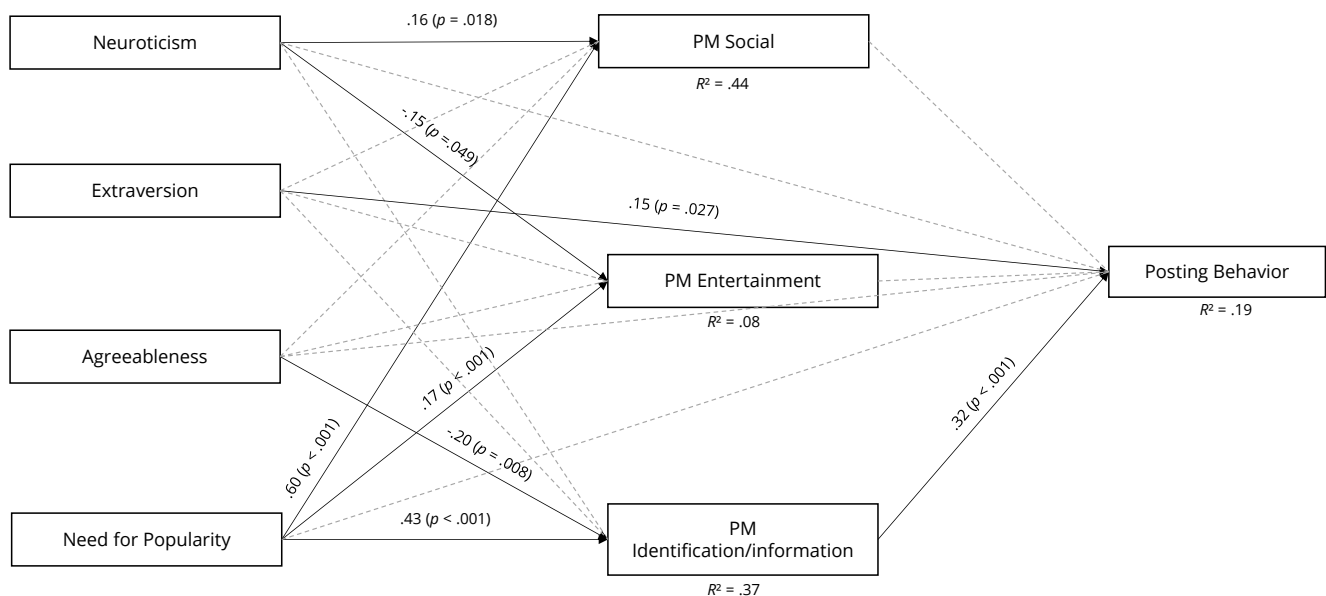 .16 (p = .018)
Neuroticism
PM Social
R² = .44
-.15 (p =.049)
Extraversion
.15 (p = .027)
PM Entertainment
R² = .08
Posting Behavior
R² = .19
Agreeableness
.17 (p < .001)
.32 (p < .001)
.60 (p < .001)
-.20 (p = .008)
Need for Popularity
.43 (p < .001)
PM
Identification/information
R² = .37